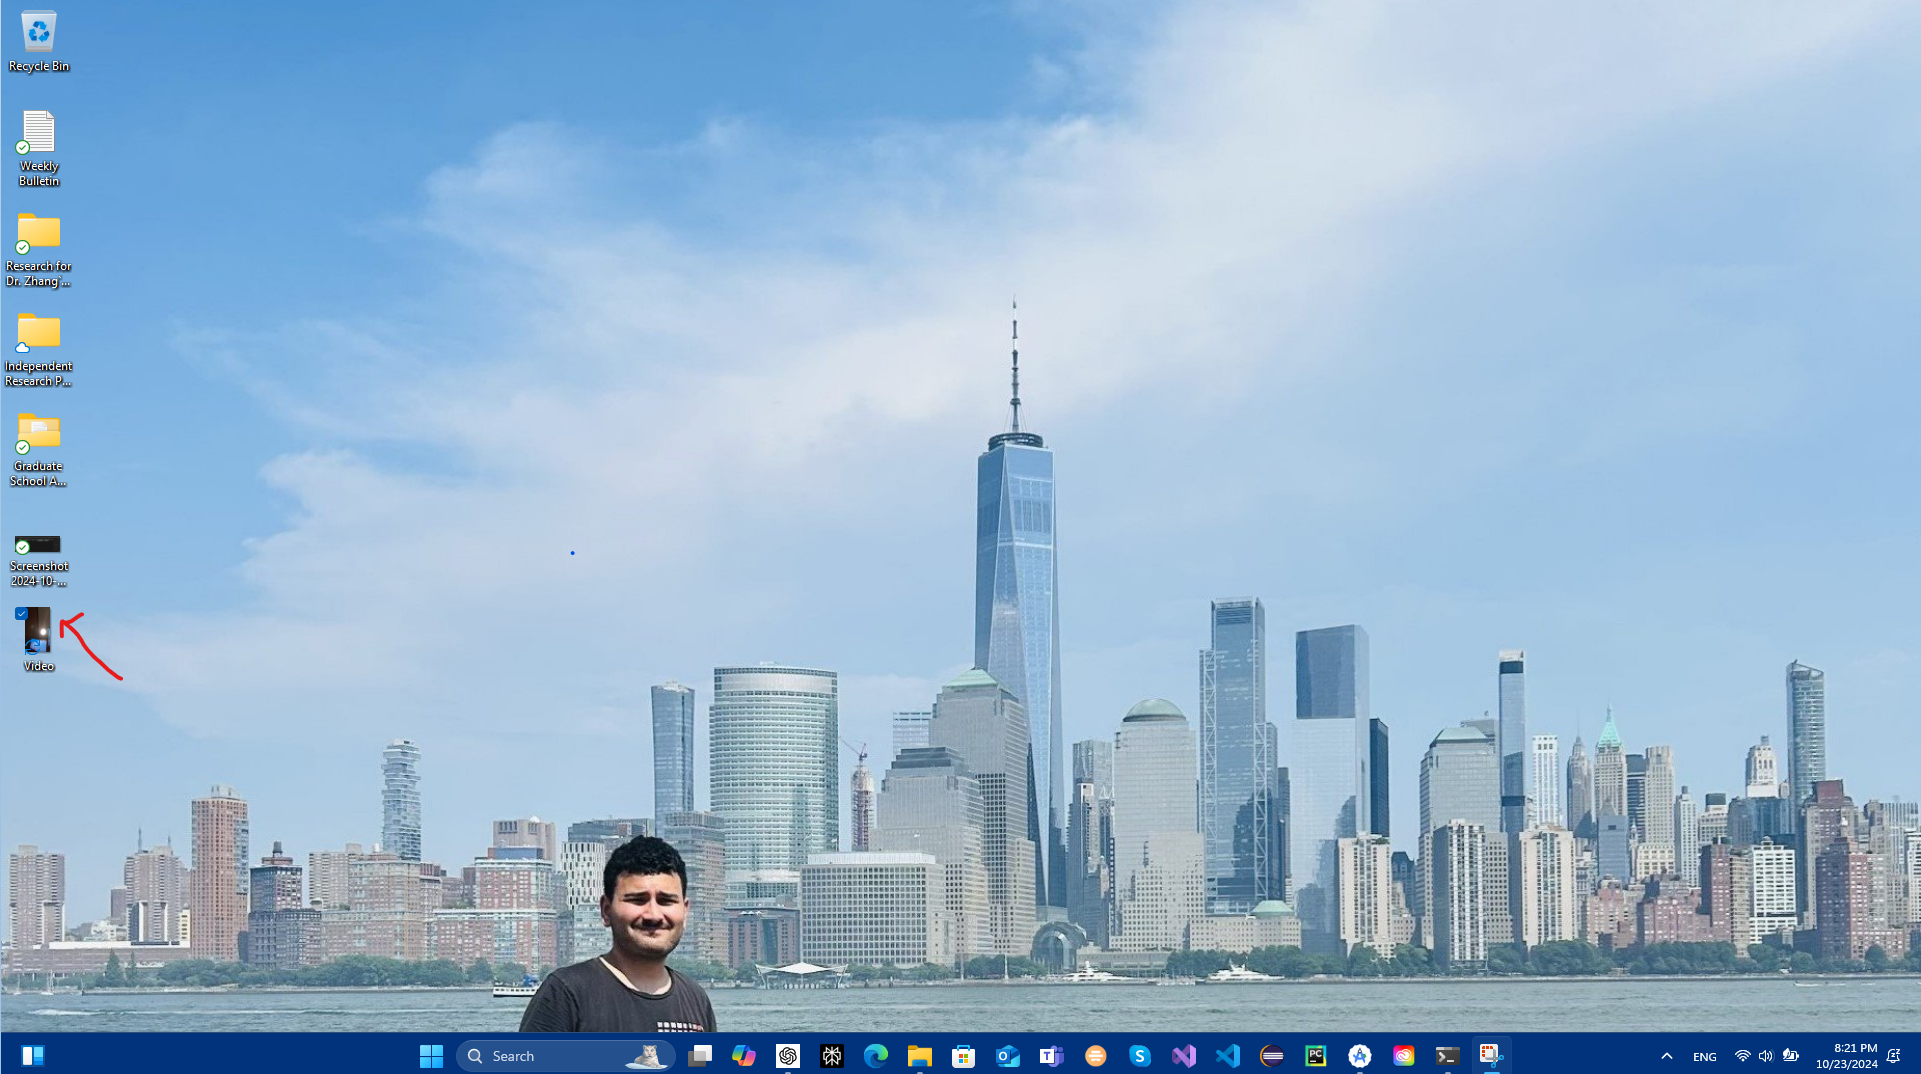 Recycle Bin
Weekly
Bulletin
Research for
Dr. Zhang`...
Independent
Research P...
Graduate
School A...
Screenshot
2024-10-...
Video
Search
PC
ENG
8:21 PM
10/23/2024